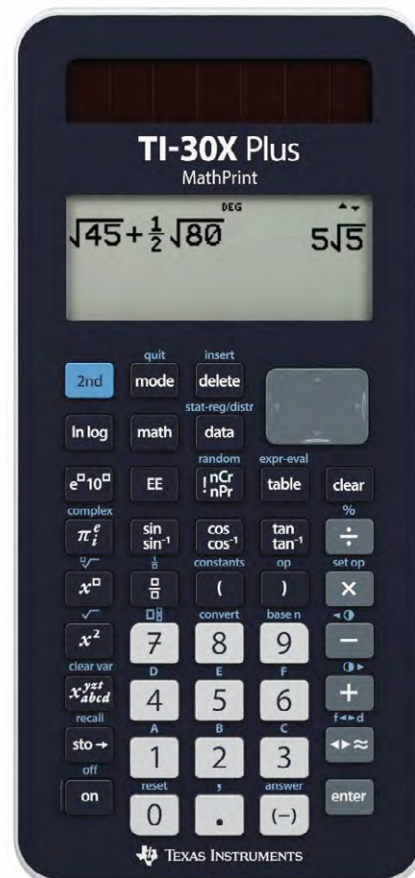 TI-30X Plus
MathPrint
DEG
√45 + 1/2 √80 5√5
quit insert
2nd mode delete
stat-reg/distr
ln log math data
random expr-eval
e▫10▫ EE ! nCr nPr table clear
complex %
π e i sin sin⁻¹ cos cos⁻¹ tan tan⁻¹ ÷
▫√ 1/▫ constants op set op
x▫ ▫/▫ ( ) ×
√ ▫▫/▫ convert base n ◄◑
x² 7 8 9 −
clear var D E F ◑►
x yzt abcd 4 5 6 +
recall A B C f◄►d
sto→ 1 2 3 ◄►≈
off reset , answer
on 0 . (−) enter
TEXAS INSTRUMENTS